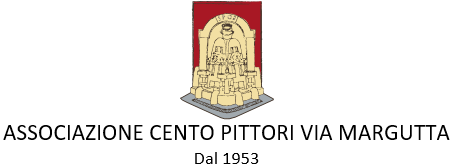 S.P.Q.R.
ASSOCIAZIONE CENTO PITTORI VIA MARGUTTA
Dal 1953